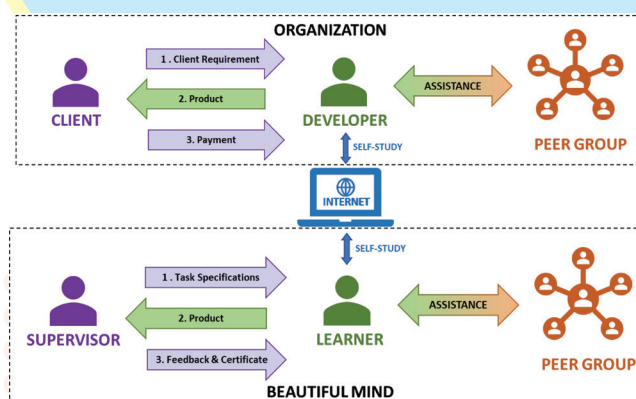 ORGANIZATION
1 . Client Requirement
2. Product
3. Payment
CLIENT
DEVELOPER
ASSISTANCE
PEER GROUP
SELF-STUDY
INTERNET
SELF-STUDY
1 . Task Specifications
2. Product
3. Feedback & Certificate
SUPERVISOR
LEARNER
ASSISTANCE
PEER GROUP
BEAUTIFUL MIND